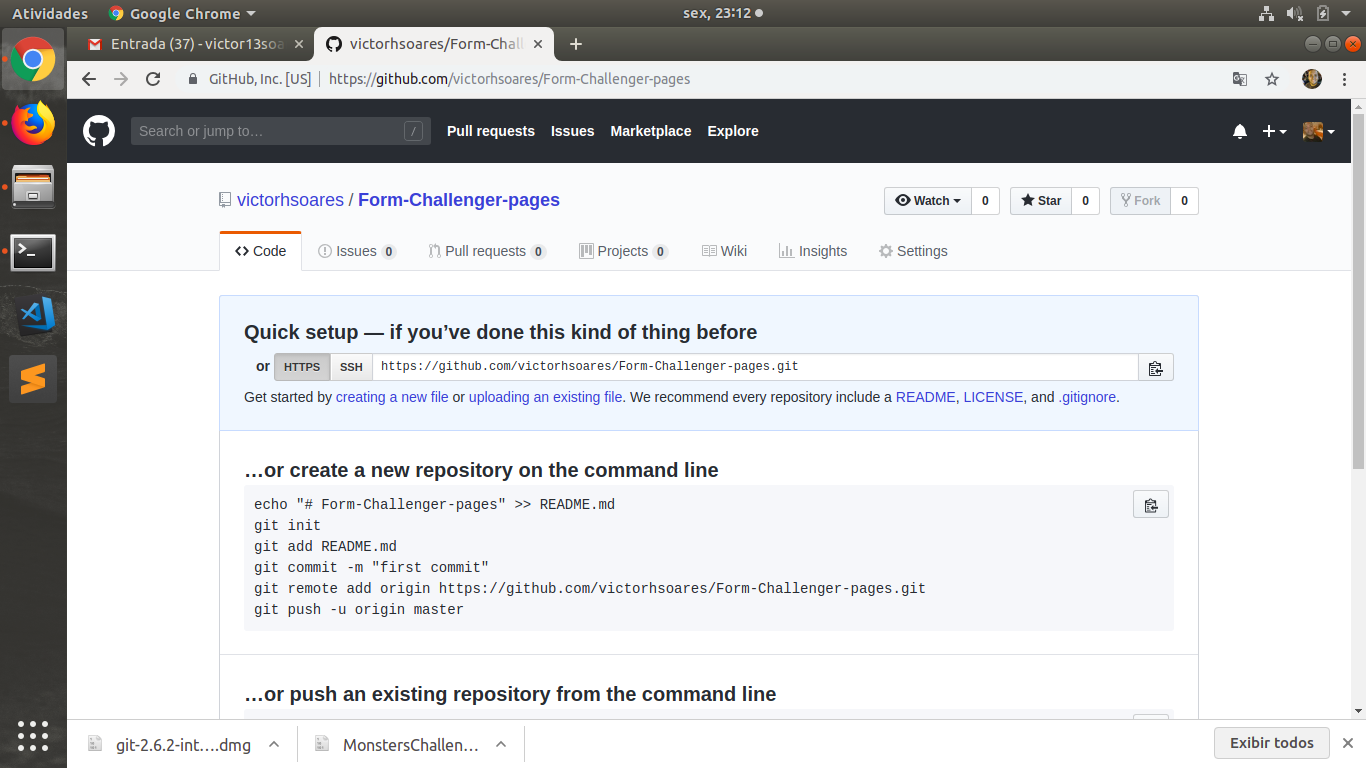 Atividades Google Chrome sex, 23:12
Entrada (37) - victor13soa victorhsoares/Form-Chal
GitHub, Inc. [US] https://github.com/victorhsoares/Form-Challenger-pages
Search or jump to… / Pull requests Issues Marketplace Explore
victorhsoares / Form-Challenger-pages Watch 0 Star 0 Fork 0
Code Issues 0 Pull requests 0 Projects 0 Wiki Insights Settings
Quick setup — if you’ve done this kind of thing before
or HTTPS SSH https://github.com/victorhsoares/Form-Challenger-pages.git
Get started by creating a new file or uploading an existing file. We recommend every repository include a README, LICENSE, and .gitignore.
…or create a new repository on the command line
echo "# Form-Challenger-pages" >> README.md
git init
git add README.md
git commit -m "first commit"
git remote add origin https://github.com/victorhsoares/Form-Challenger-pages.git
git push -u origin master
…or push an existing repository from the command line
git-2.6.2-int….dmg MonstersChallen… Exibir todos